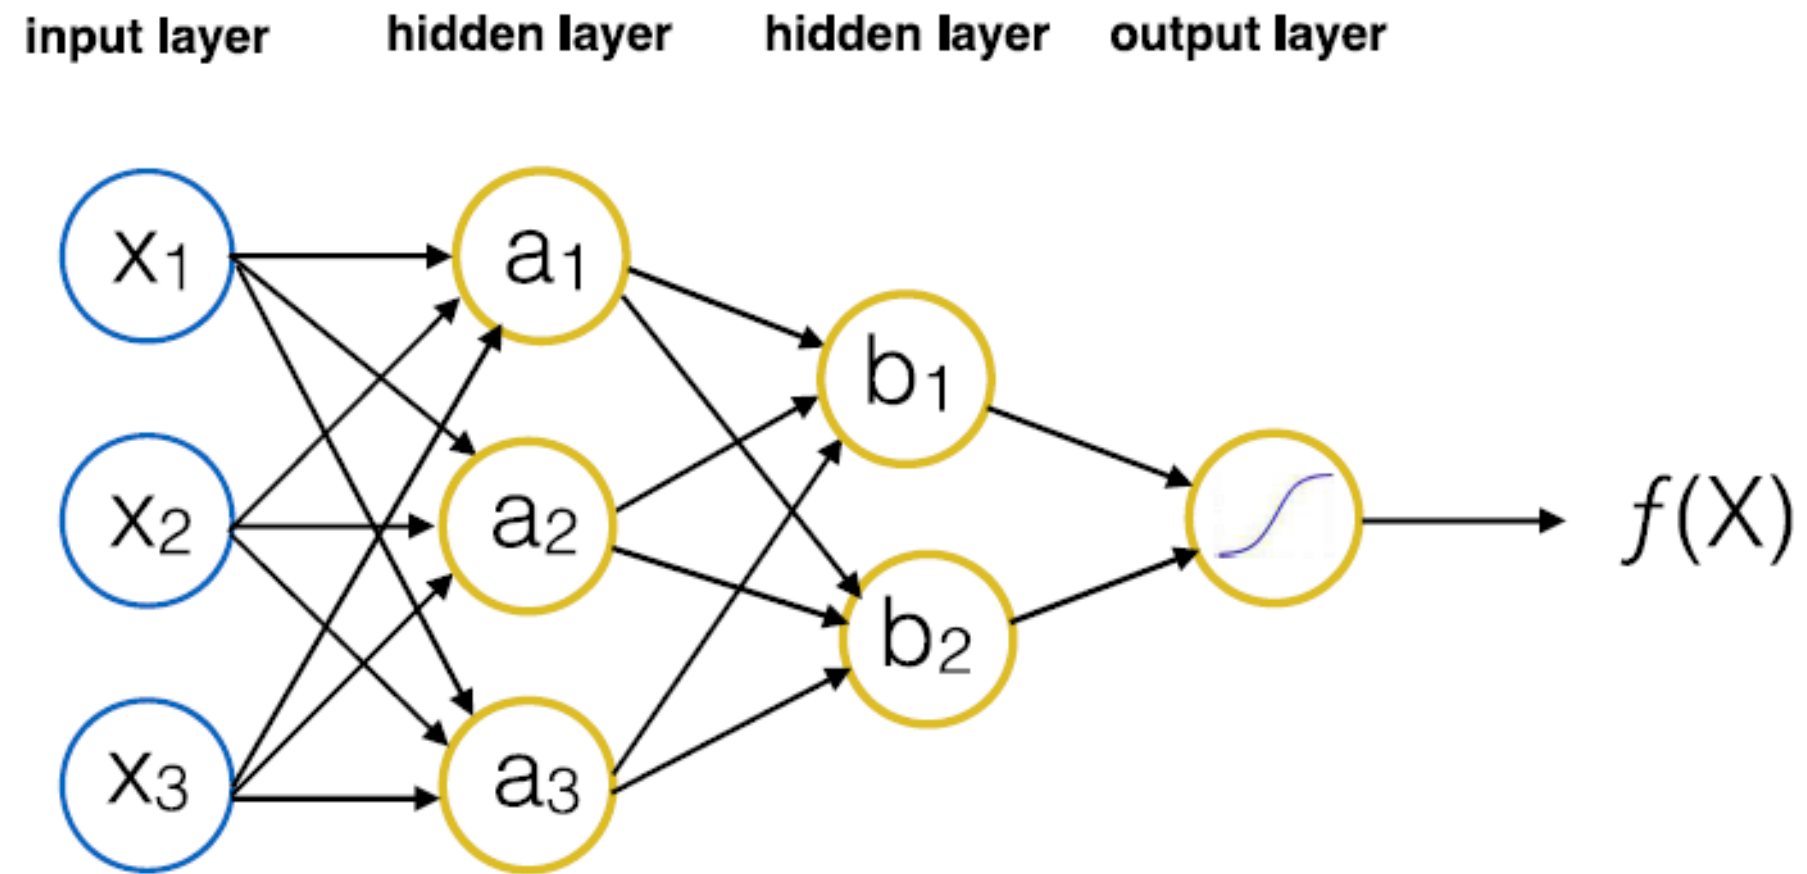 input layer hidden layer hidden layer output layer
x1 a1
b1
x2 a2 f(X)
b2
x3 a3